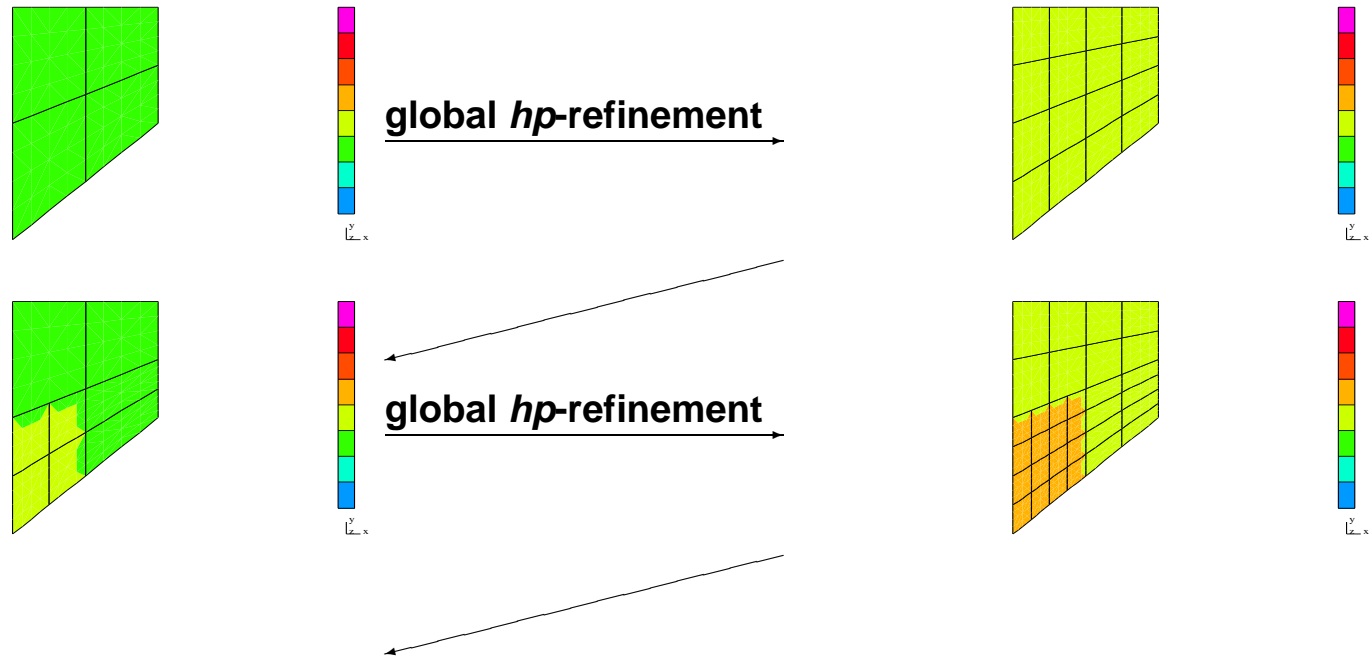 global hp-refinement
y
z x
y
z x
global hp-refinement
y
z x
y
z x